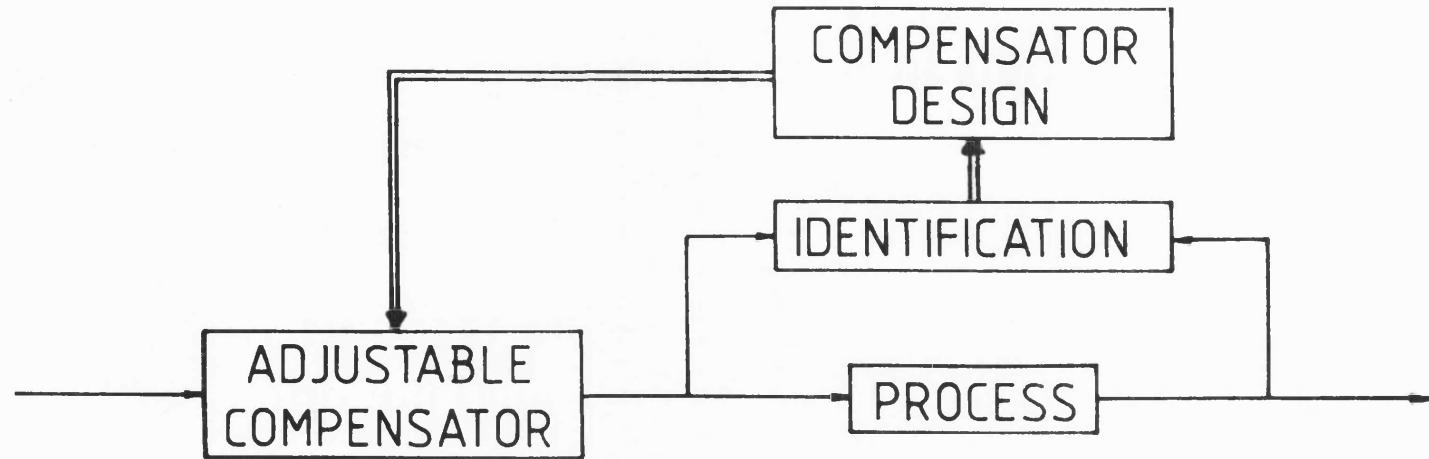 COMPENSATOR
DESIGN
IDENTIFICATION
ADJUSTABLE
COMPENSATOR
PROCESS